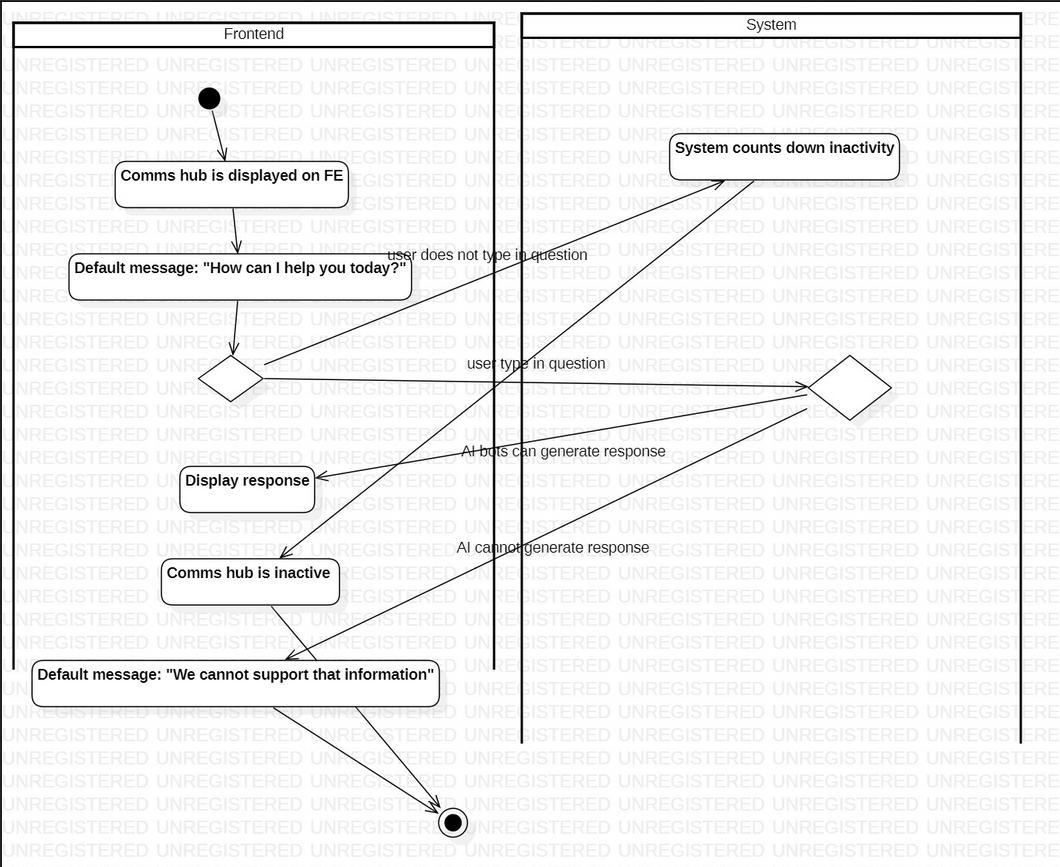 Frontend
System
Comms hub is displayed on FE
System counts down inactivity
Default message: "How can I help you today?"
user does not type in question
user type in question
AI bots can generate response
Display response
AI cannot generate response
Comms hub is inactive
Default message: "We cannot support that information"
UNREGISTERED